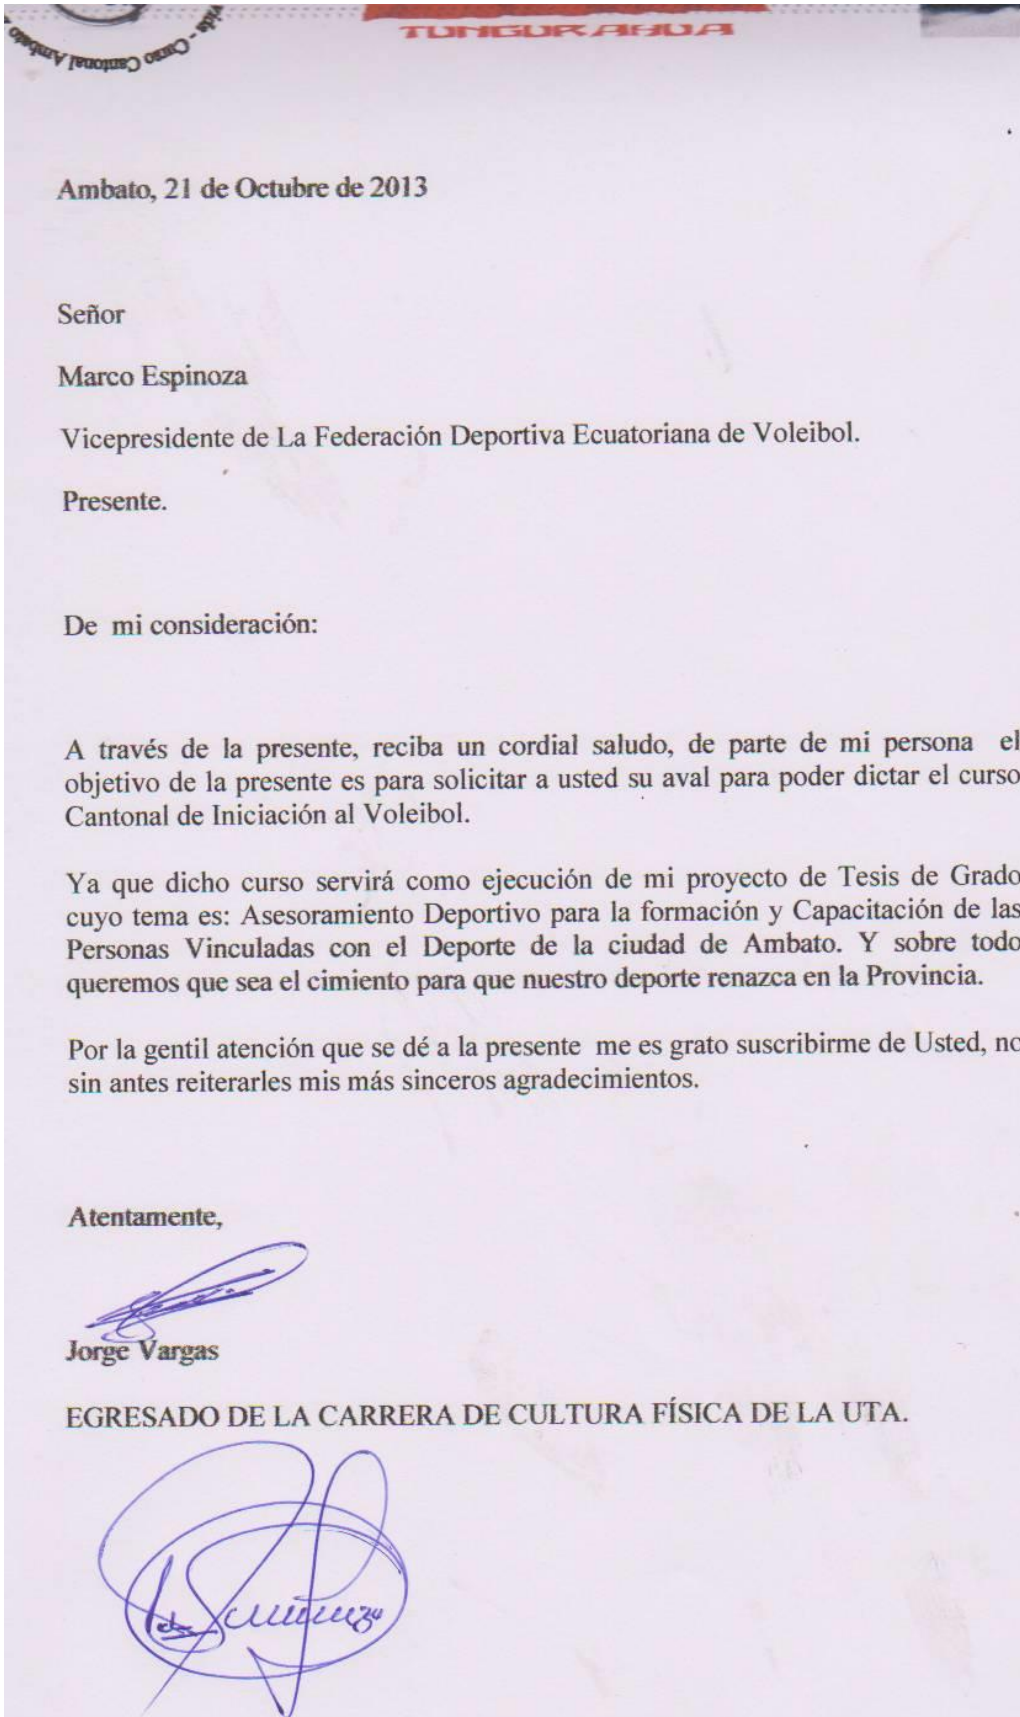 TUNGURAHUA
vida - Curso Cantonal Ambato
Ambato, 21 de Octubre de 2013
Señor
Marco Espinoza
Vicepresidente de La Federación Deportiva Ecuatoriana de Voleibol.
Presente.
De mi consideración:
A través de la presente, reciba un cordial saludo, de parte de mi persona el
objetivo de la presente es para solicitar a usted su aval para poder dictar el curso
Cantonal de Iniciación al Voleibol.
Ya que dicho curso servirá como ejecución de mi proyecto de Tesis de Grado
cuyo tema es: Asesoramiento Deportivo para la formación y Capacitación de las
Personas Vinculadas con el Deporte de la ciudad de Ambato. Y sobre todo
queremos que sea el cimiento para que nuestro deporte renazca en la Provincia.
Por la gentil atención que se dé a la presente me es grato suscribirme de Usted, no
sin antes reiterarles mis más sinceros agradecimientos.
Atentamente,
Jorge Vargas
EGRESADO DE LA CARRERA DE CULTURA FÍSICA DE LA UTA.